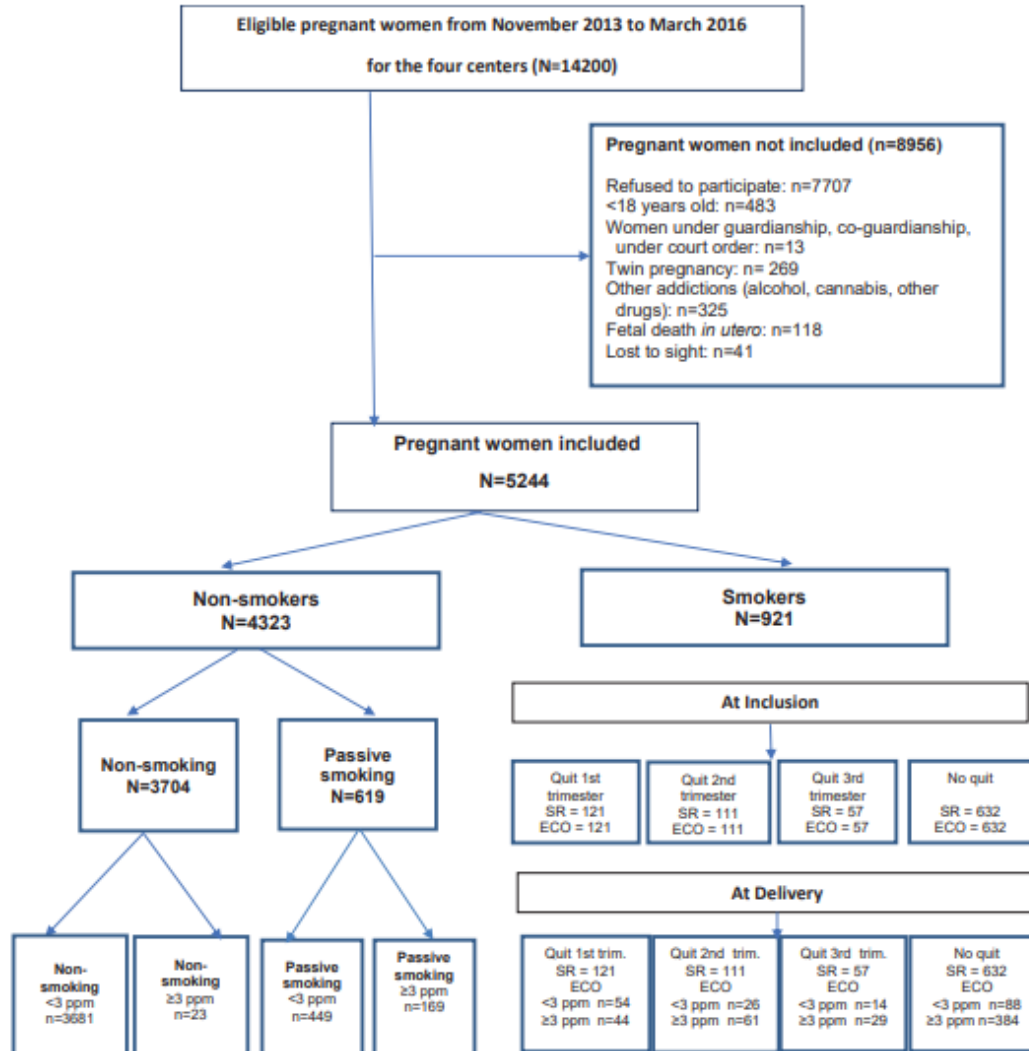 Eligible pregnant women from November 2013 to March 2016
for the four centers (N=14200)
Pregnant women not included (n=8956)
Refused to participate: n=7707
<18 years old: n=483
Women under guardianship, co-guardianship,
under court order: n=13
Twin pregnancy: n= 269
Other addictions (alcohol, cannabis, other
drugs): n=325
Fetal death in utero: n=118
Lost to sight: n=41
Pregnant women included
N=5244
Non-smokers
N=4323
Smokers
N=921
Non-smoking
N=3704
Passive
smoking
N=619
At Inclusion
Quit 1st
trimester
SR = 121
ECO = 121
Quit 2nd
trimester
SR = 111
ECO = 111
Quit 3rd
trimester
SR = 57
ECO = 57
No quit
SR = 632
ECO = 632
At Delivery
Non-
smoking
<3 ppm
n=3681
Non-
smoking
≥3 ppm
n=23
Passive
smoking
<3 ppm
n=449
Passive
smoking
≥3 ppm
n=169
Quit 1st trim.
SR = 121
ECO
<3 ppm n=54
≥3 ppm n=44
Quit 2nd trim.
SR = 111
ECO
<3 ppm n=26
≥3 ppm n=61
Quit 3rd trim.
SR = 57
ECO
<3 ppm n=14
≥3 ppm n=29
No quit
SR = 632
ECO
<3 ppm n=88
≥3 ppm n=384